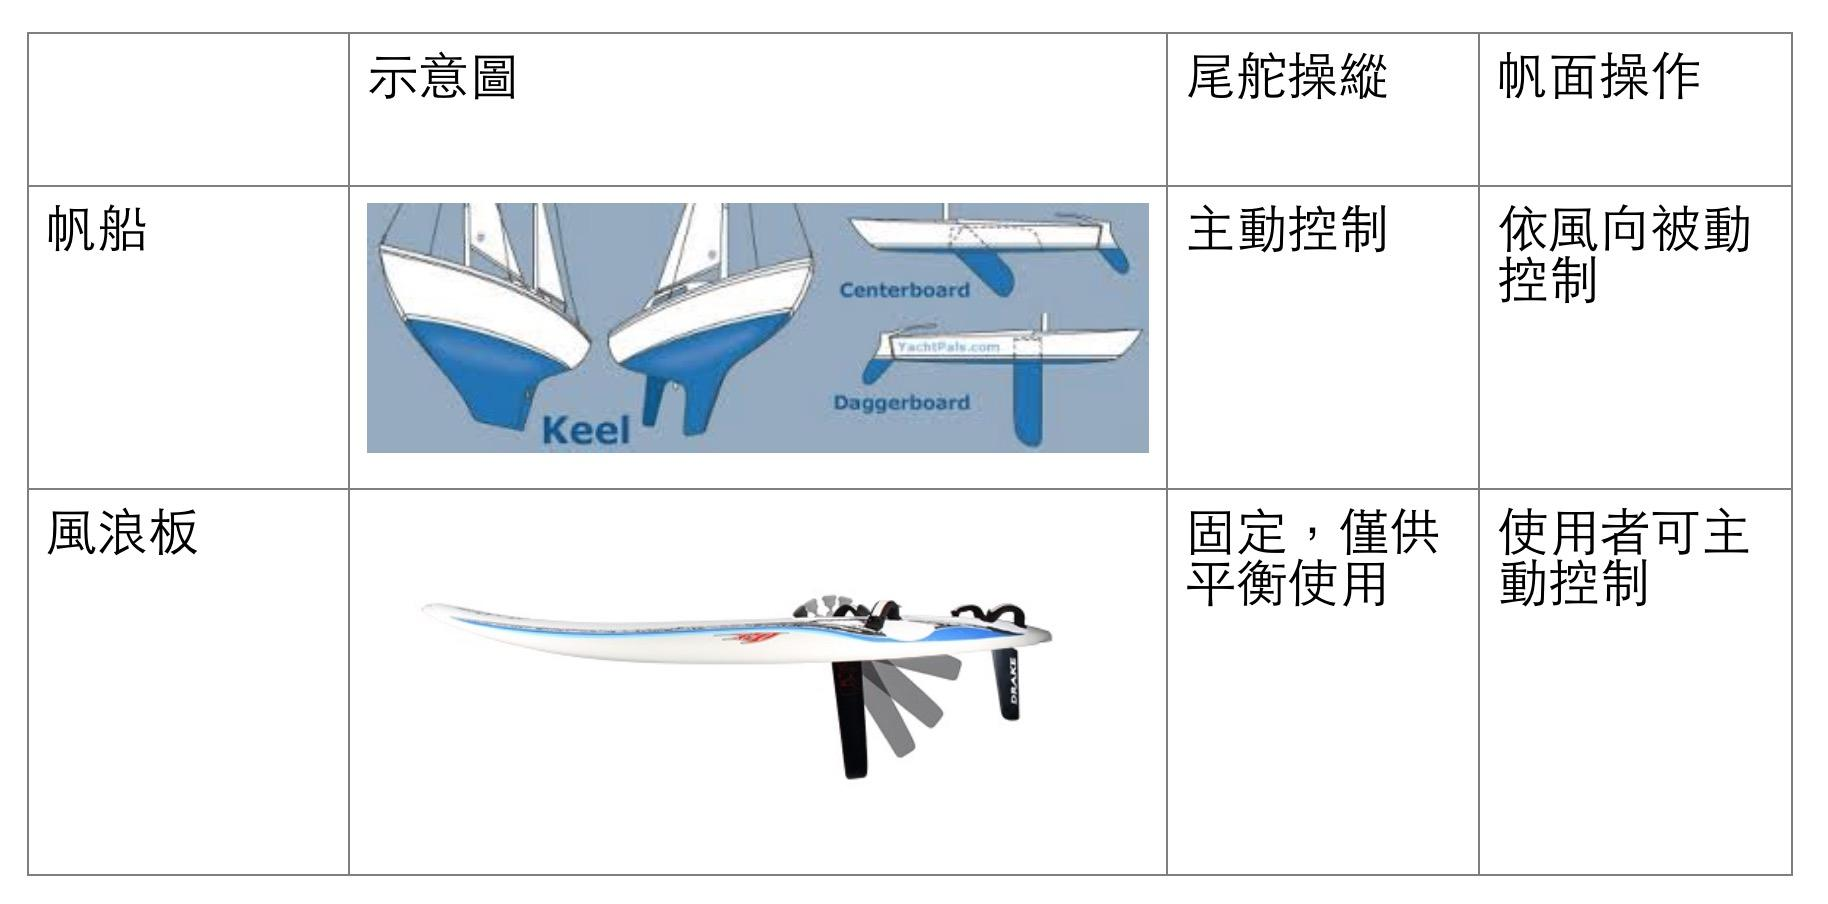 示意圖
尾舵操縱
帆面操作
帆船
Keel
Centerboard
YachtPals.com
Daggerboard
主動控制
依風向被動
控制
風浪板
DRAKE
固定，僅供
平衡使用
使用者可主
動控制